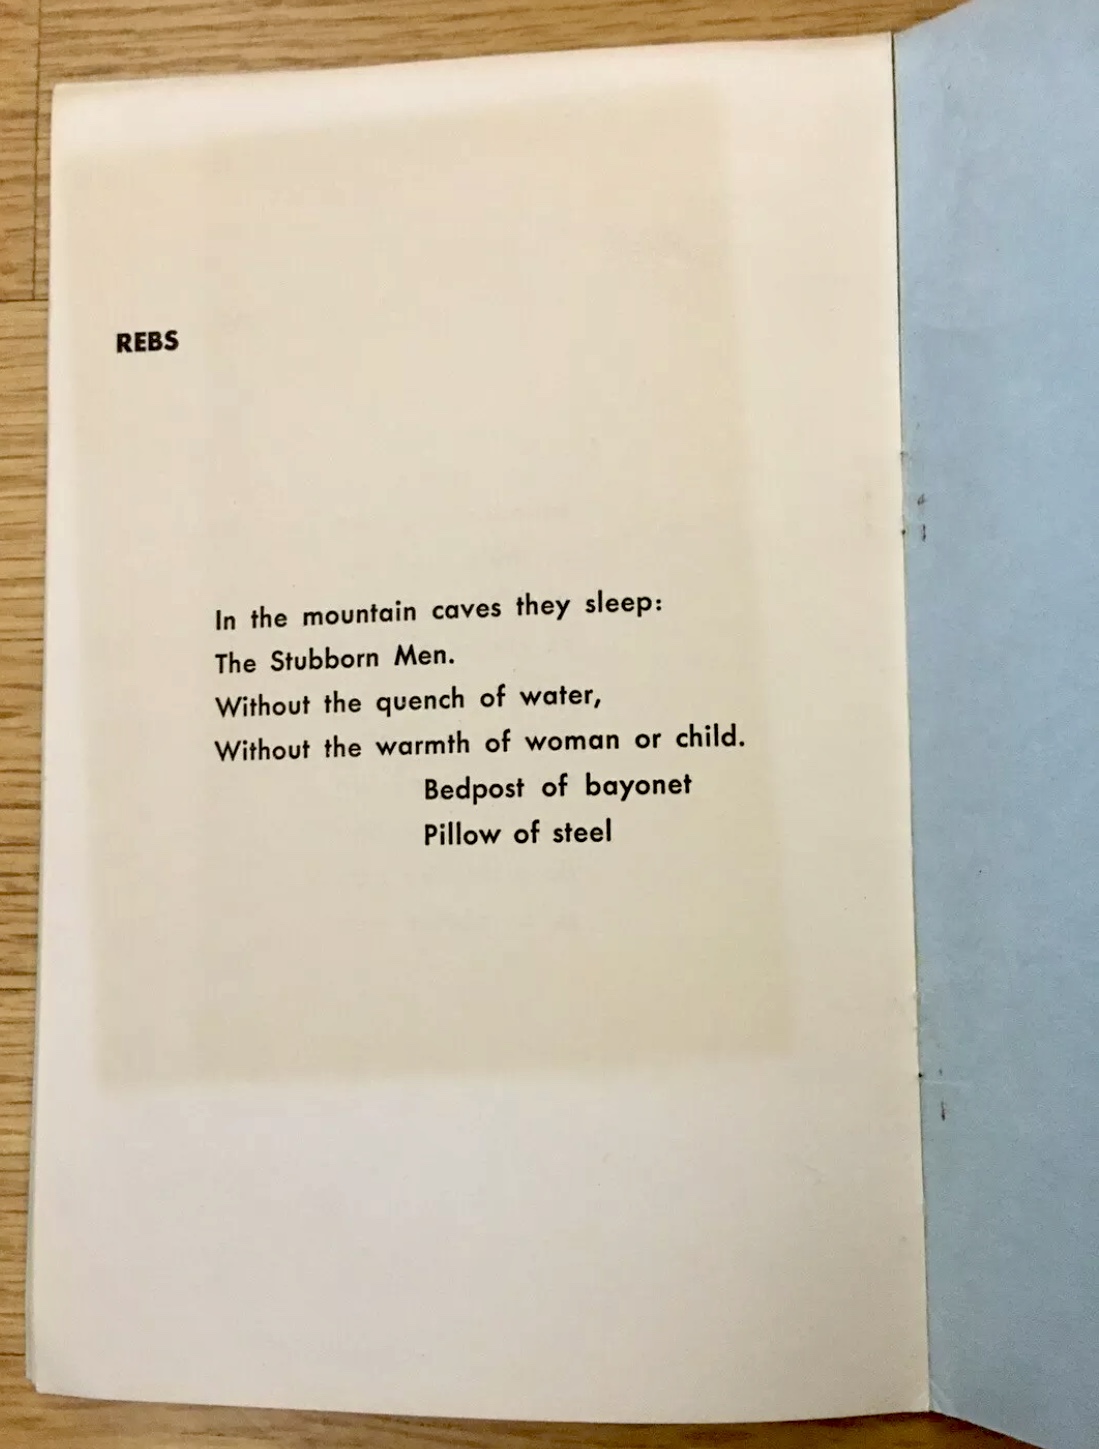 REBS
In the mountain caves they sleep:
The Stubborn Men.
Without the quench of water,
Without the warmth of woman or child.
Bedpost of bayonet
Pillow of steel